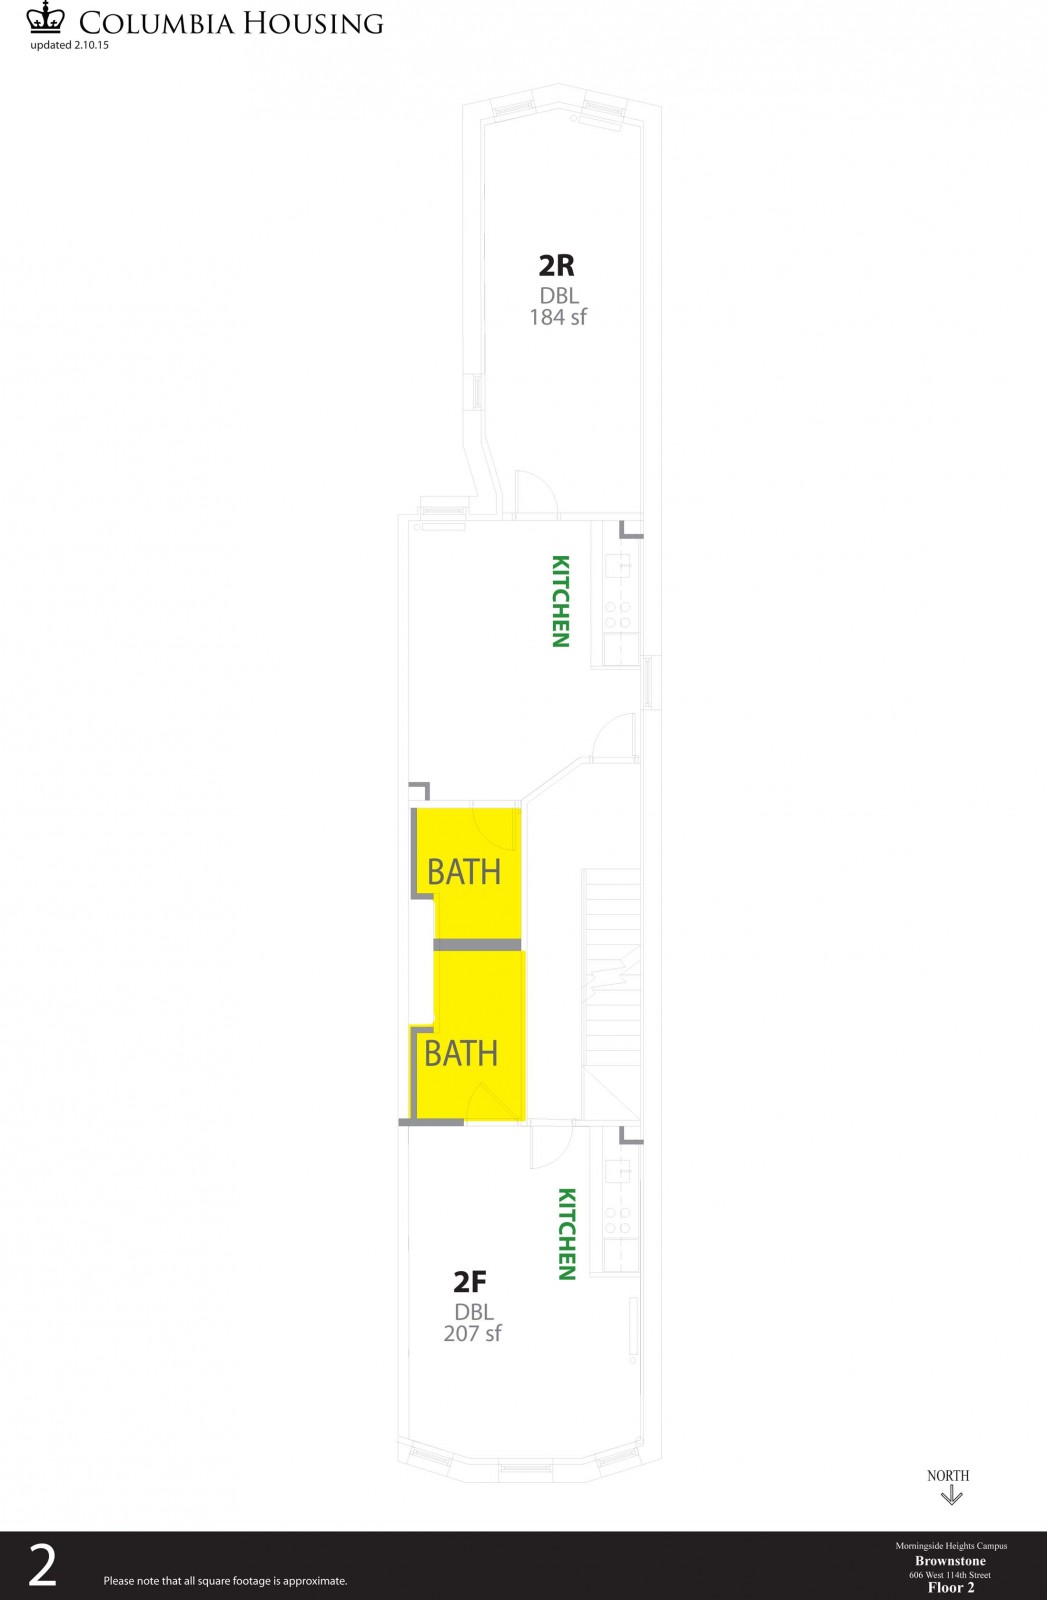 COLUMBIA HOUSING
updated 2.10.15
2R
DBL
184 sf
KITCHEN
BATH
BATH
KITCHEN
2F
DBL
207 sf
NORTH
2
Please note that all square footage is approximate.
Morningside Heights Campus
Brownstone
606 West 114th Street
Floor 2